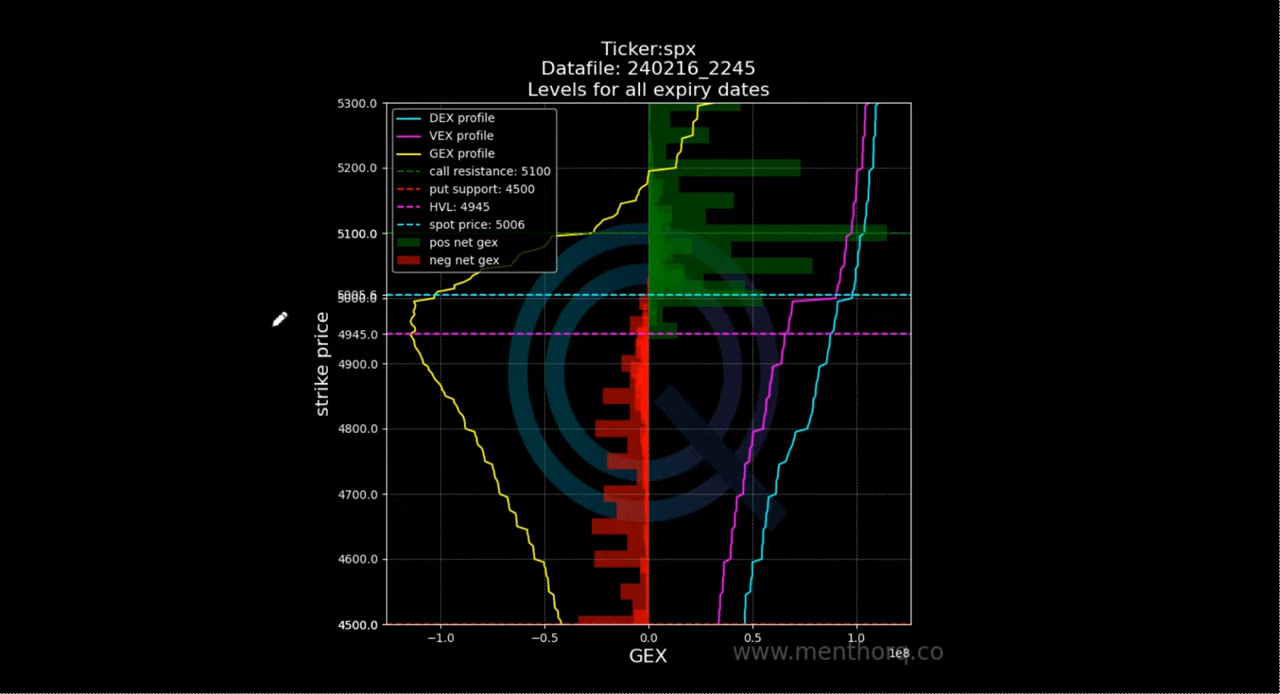 Ticker:spx
Datafile: 240216_2245
Levels for all expiry dates
5300.0
DEX profile
VEX profile
GEX profile
call resistance: 5100
put support: 4500
HVL: 4945
spot price: 5006
pos net gex
neg net gex
5200.0
5100.0
5000.0
4945.0
4900.0
4800.0
4700.0
4600.0
4500.0
strike price
−1.0 −0.5 0.0 0.5 1.0
1e8
GEX
www.menthorq.co